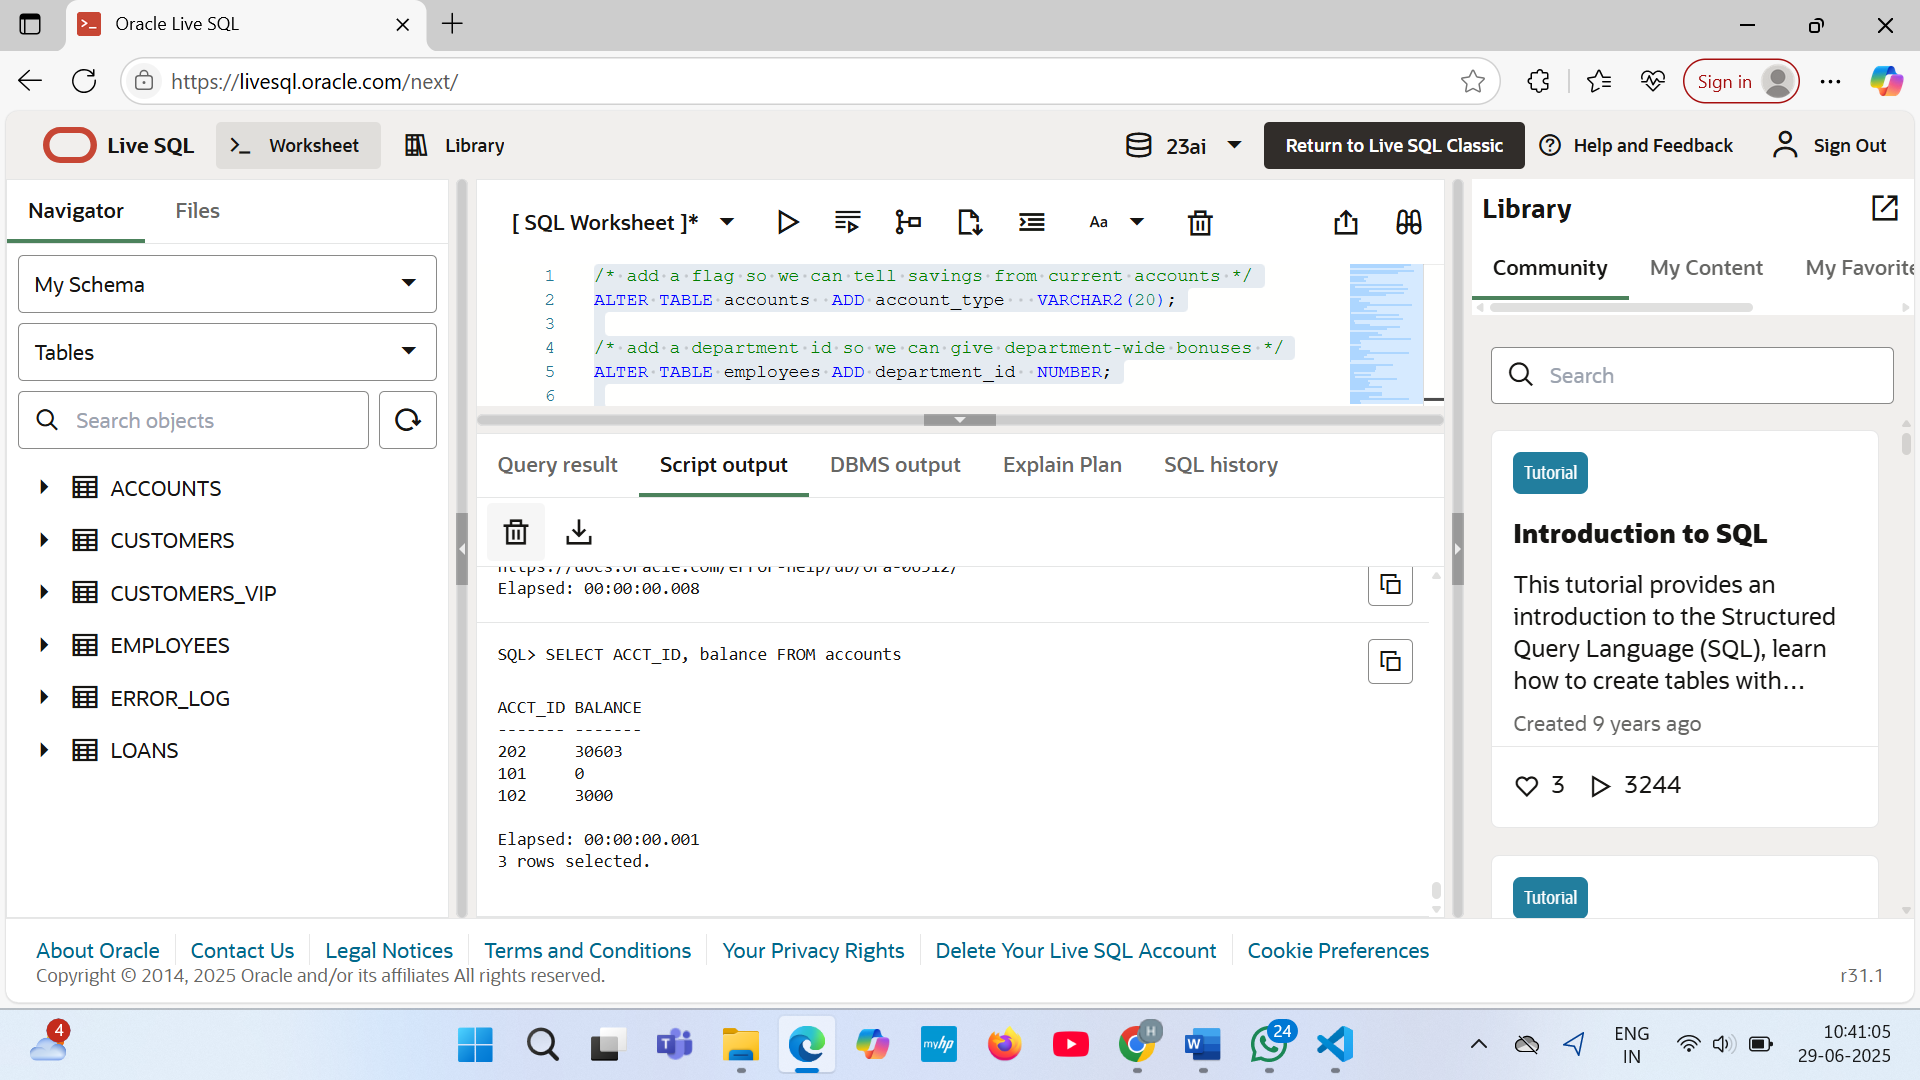 Oracle Live SQL
https://livesql.oracle.com/next/
Sign in
Live SQL
Worksheet
Library
23ai
Return to Live SQL Classic
Help and Feedback
Sign Out
Navigator
Files
My Schema
Tables
Search objects
ACCOUNTS
CUSTOMERS
CUSTOMERS_VIP
EMPLOYEES
ERROR_LOG
LOANS
[ SQL Worksheet ]*
Aa
1 /* add a flag so we can tell savings from current accounts */
2 ALTER TABLE accounts  ADD account_type   VARCHAR2(20);
3
4 /* add a department id so we can give department-wide bonuses */
5 ALTER TABLE employees ADD department_id  NUMBER;
6
Query result
Script output
DBMS output
Explain Plan
SQL history
https://docs.oracle.com/error-help/db/ora-06512/
Elapsed: 00:00:00.008
SQL> SELECT ACCT_ID, balance FROM accounts
ACCT_ID BALANCE
------- -------
202     30603
101     0
102     3000
Elapsed: 00:00:00.001
3 rows selected.
Library
Community
My Content
My Favorite
Search
Tutorial
Introduction to SQL
This tutorial provides an
introduction to the Structured
Query Language (SQL), learn
how to create tables with...
Created 9 years ago
3
3244
Tutorial
About Oracle
Contact Us
Legal Notices
Terms and Conditions
Your Privacy Rights
Delete Your Live SQL Account
Cookie Preferences
Copyright © 2014, 2025 Oracle and/or its affiliates All rights reserved.
r31.1
4
T
myhp
H
W
24
ENG
IN
10:41:05
29-06-2025